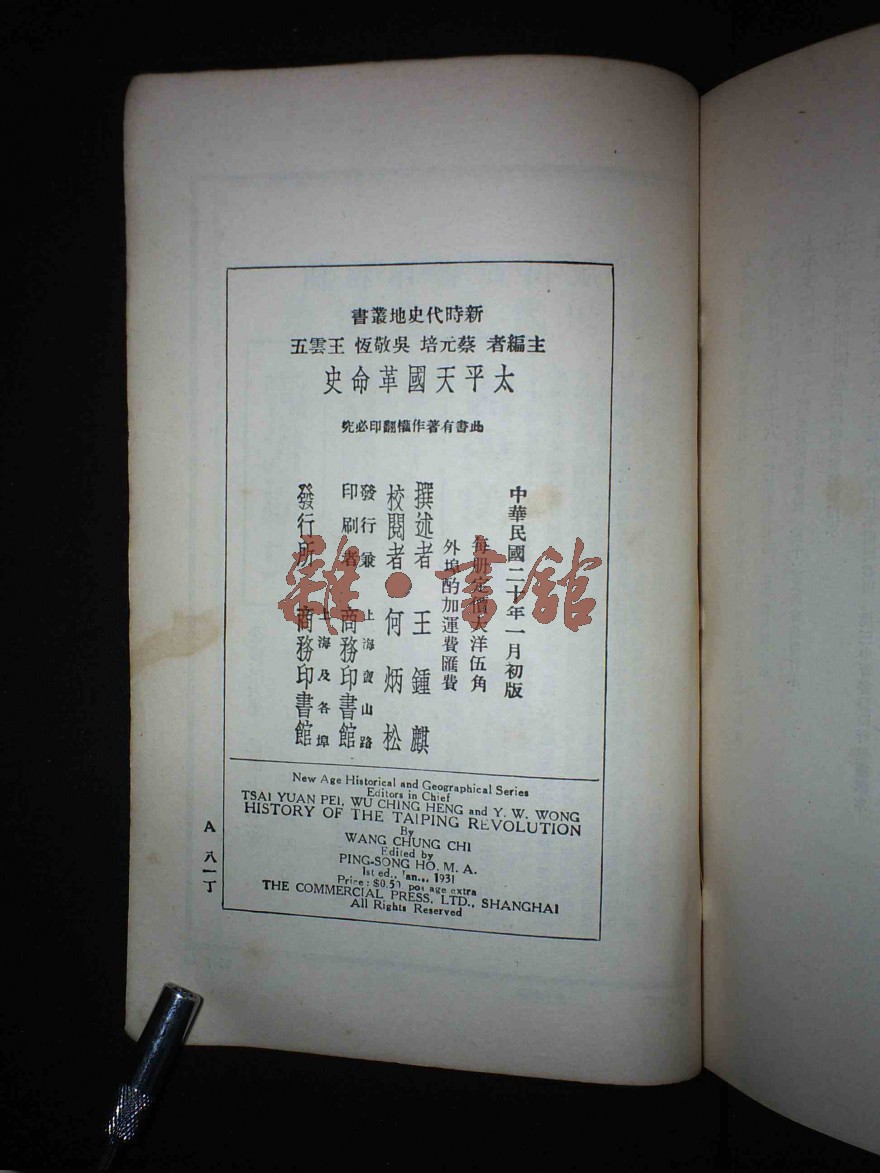 新時代史地叢書
主編者 蔡元培 吳敬恆 王雲五
太平天國革命史
此書有著作權翻印必究
中華民國二十年一月初版
每册定價大洋伍角
外埠酌加運費匯費
撰述者 王鍾麒
校閱者 何炳松
發行兼印刷者 上海寶山路 商務印書館
發行所 上海及各埠 商務印書館
雜·書館
New Age Historical and Geographical Series
Editors in Chief
TSAI YUAN PEI, WU CHING HENG and Y. W. WONG
HISTORY OF THE TAIPING REVOLUTION
By
WANG CHUNG CHI
Edited by
PING-SONG HO, M. A.
1st ed., Jan., 1931
Price: $0.50 postage extra
THE COMMERCIAL PRESS, LTD., SHANGHAI
All Rights Reserved
A 八一丁